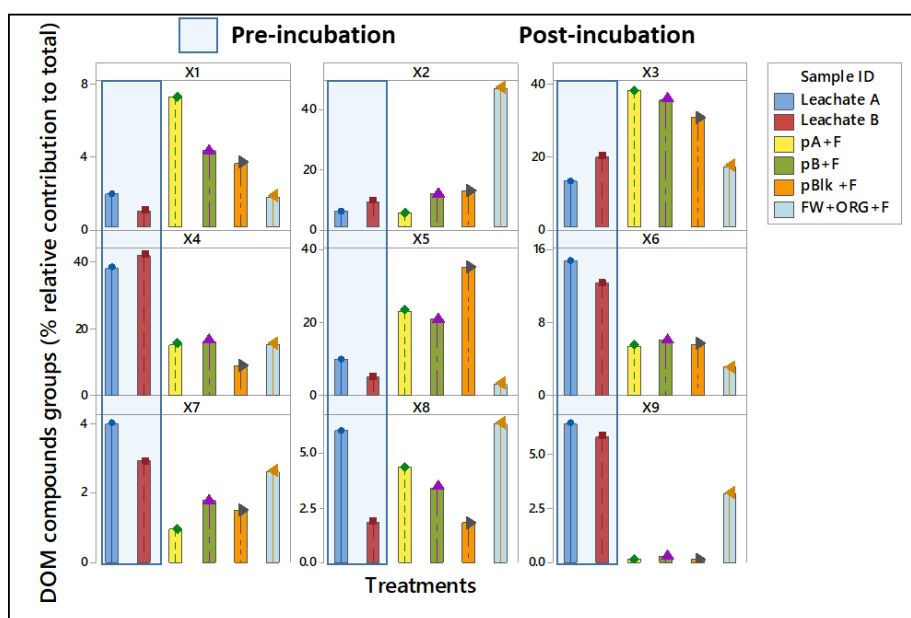 Pre-incubation Post-incubation
DOM compounds groups (% relative contribution to total)
X1 X2 X3
8 4 0
40 20 0
40 20 0
X4 X5 X6
40 20 0
40 20 0
16 8 0
X7 X8 X9
4 2 0
5.0 2.5 0.0
5.0 2.5 0.0
Treatments
Sample ID
Leachate A
Leachate B
pA+F
pB+F
pBlk +F
FW+ORG+F